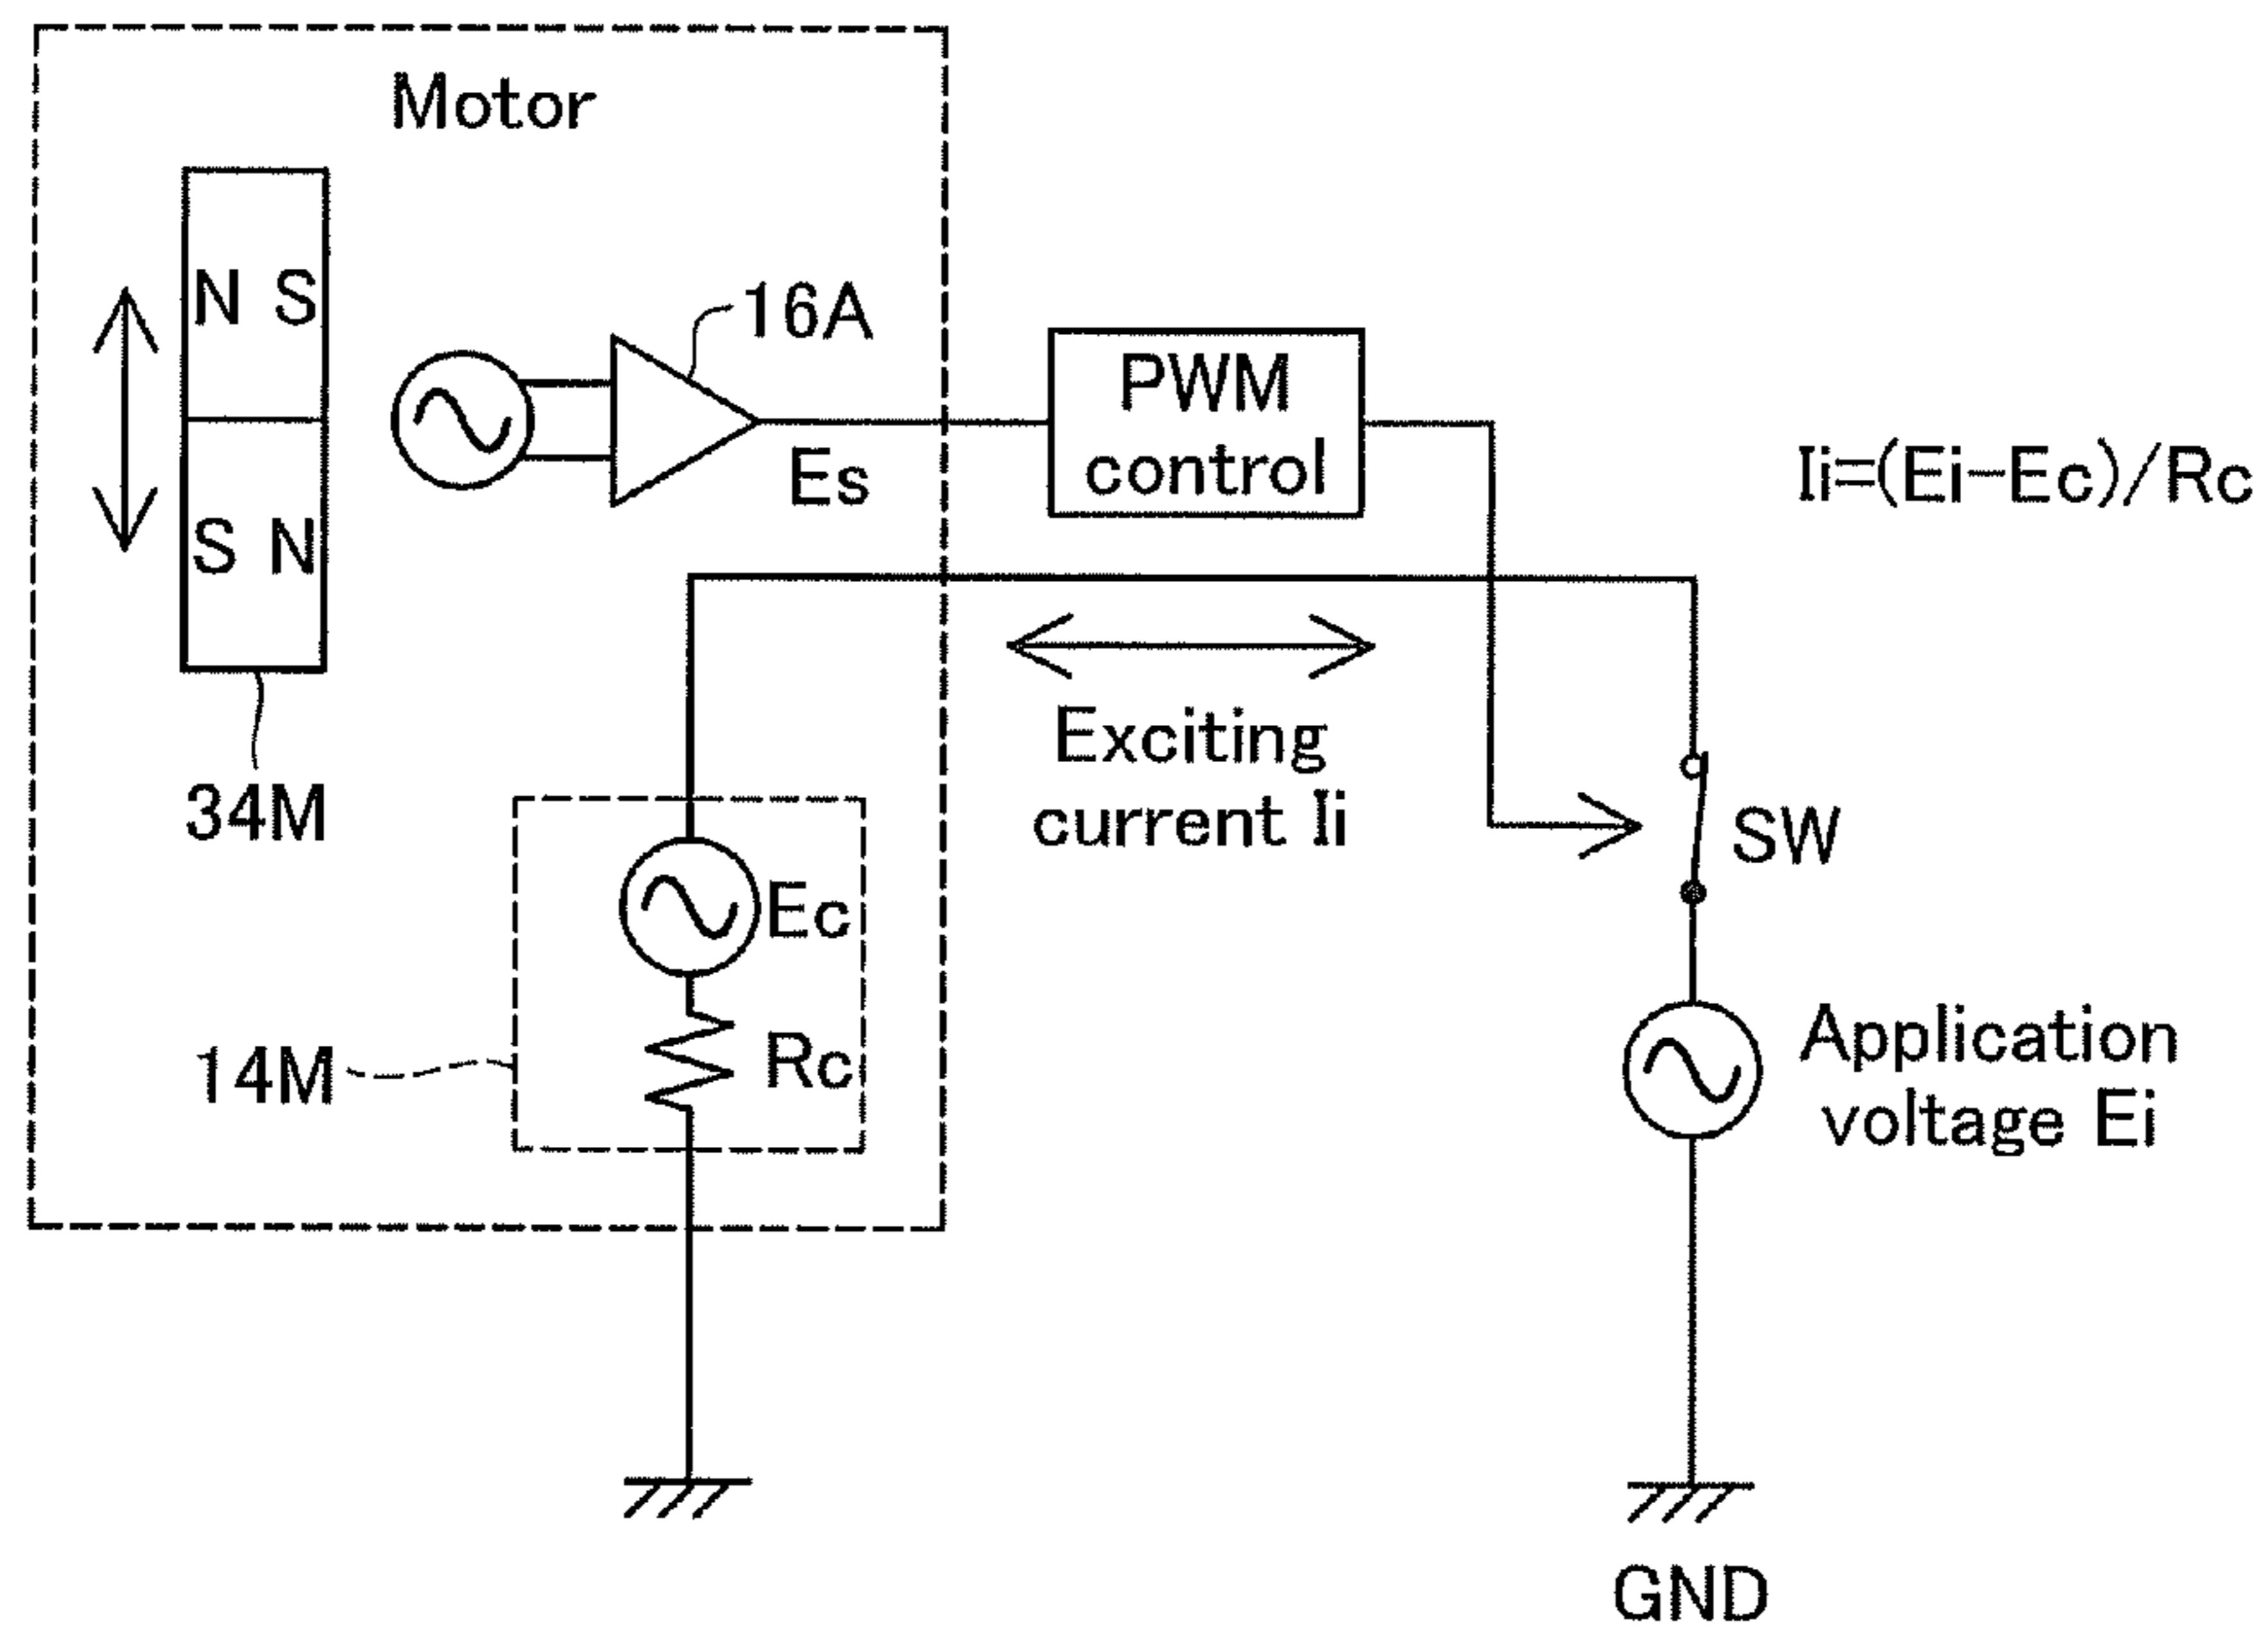 Motor
N S
S N
34M
16A
Es
PWM
control
Ii=(Ei-Ec)/Rc
Exciting
current Ii
SW
Ec
Rc
14M
Application
voltage Ei
GND